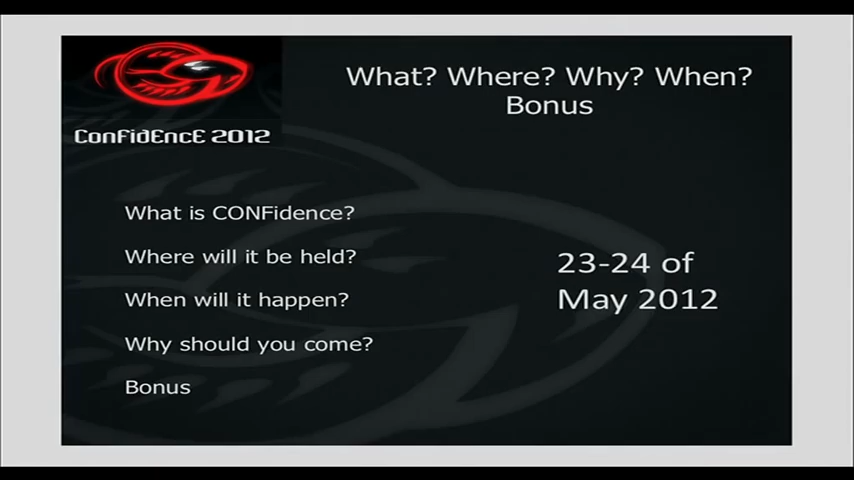 ConFidEncE 2012
What? Where? Why? When?
Bonus
What is CONFidence?
Where will it be held?
When will it happen?
Why should you come?
Bonus
23-24 of
May 2012